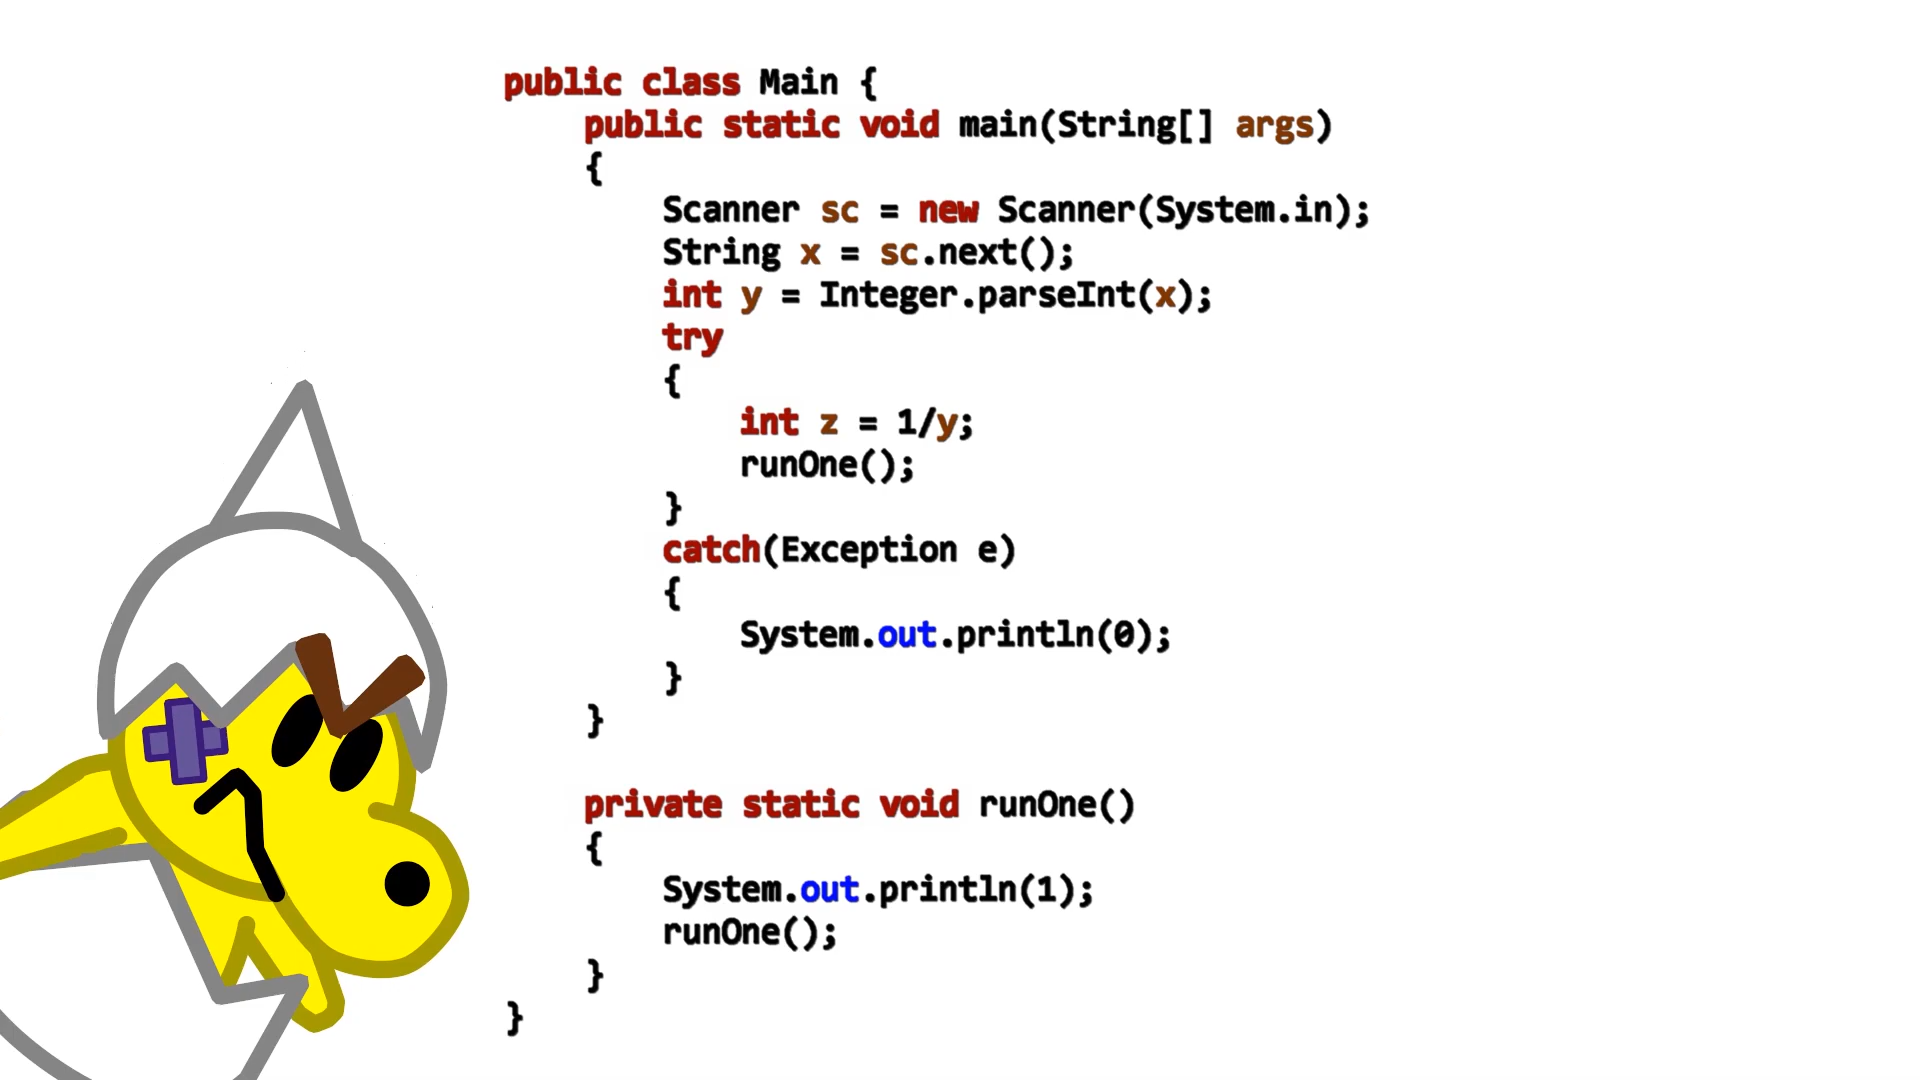 public class Main {
public static void main(String[] args)
{
Scanner sc = new Scanner(System.in);
String x = sc.next();
int y = Integer.parseInt(x);
try
{
int z = 1/y;
runOne();
}
catch(Exception e)
{
System.out.println(0);
}
}
private static void runOne()
{
System.out.println(1);
runOne();
}
}